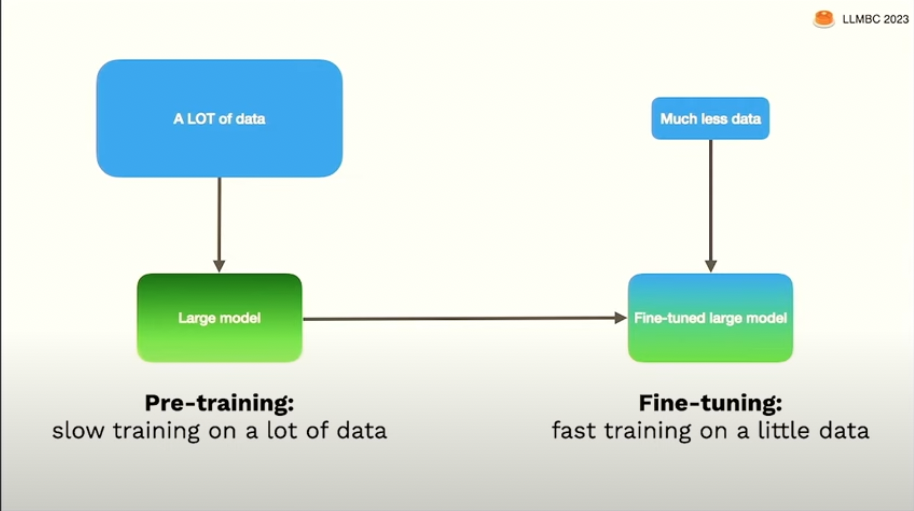 LLMBC 2023
A LOT of data
Much less data
Large model
Fine-tuned large model
Pre-training:
slow training on a lot of data
Fine-tuning:
fast training on a little data